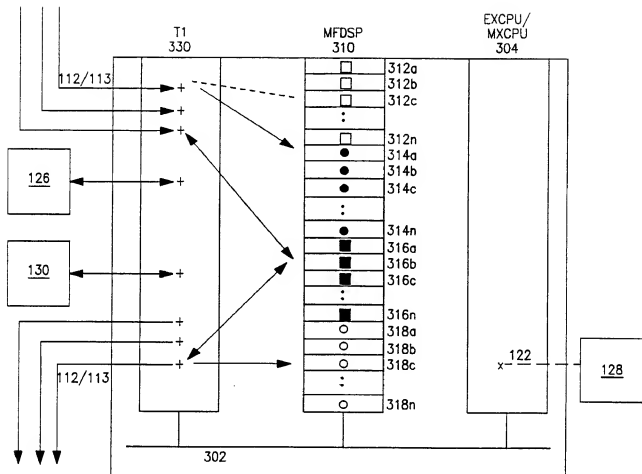 EXCPU/
T1 MFDSP MXCPU
330 310 304
112/113
312a
312b
312c
312n
314a
314b
314c
126
314n
316a
130
316b
316c
316n
318a
318b
112/113
318c
122
128
318n
302